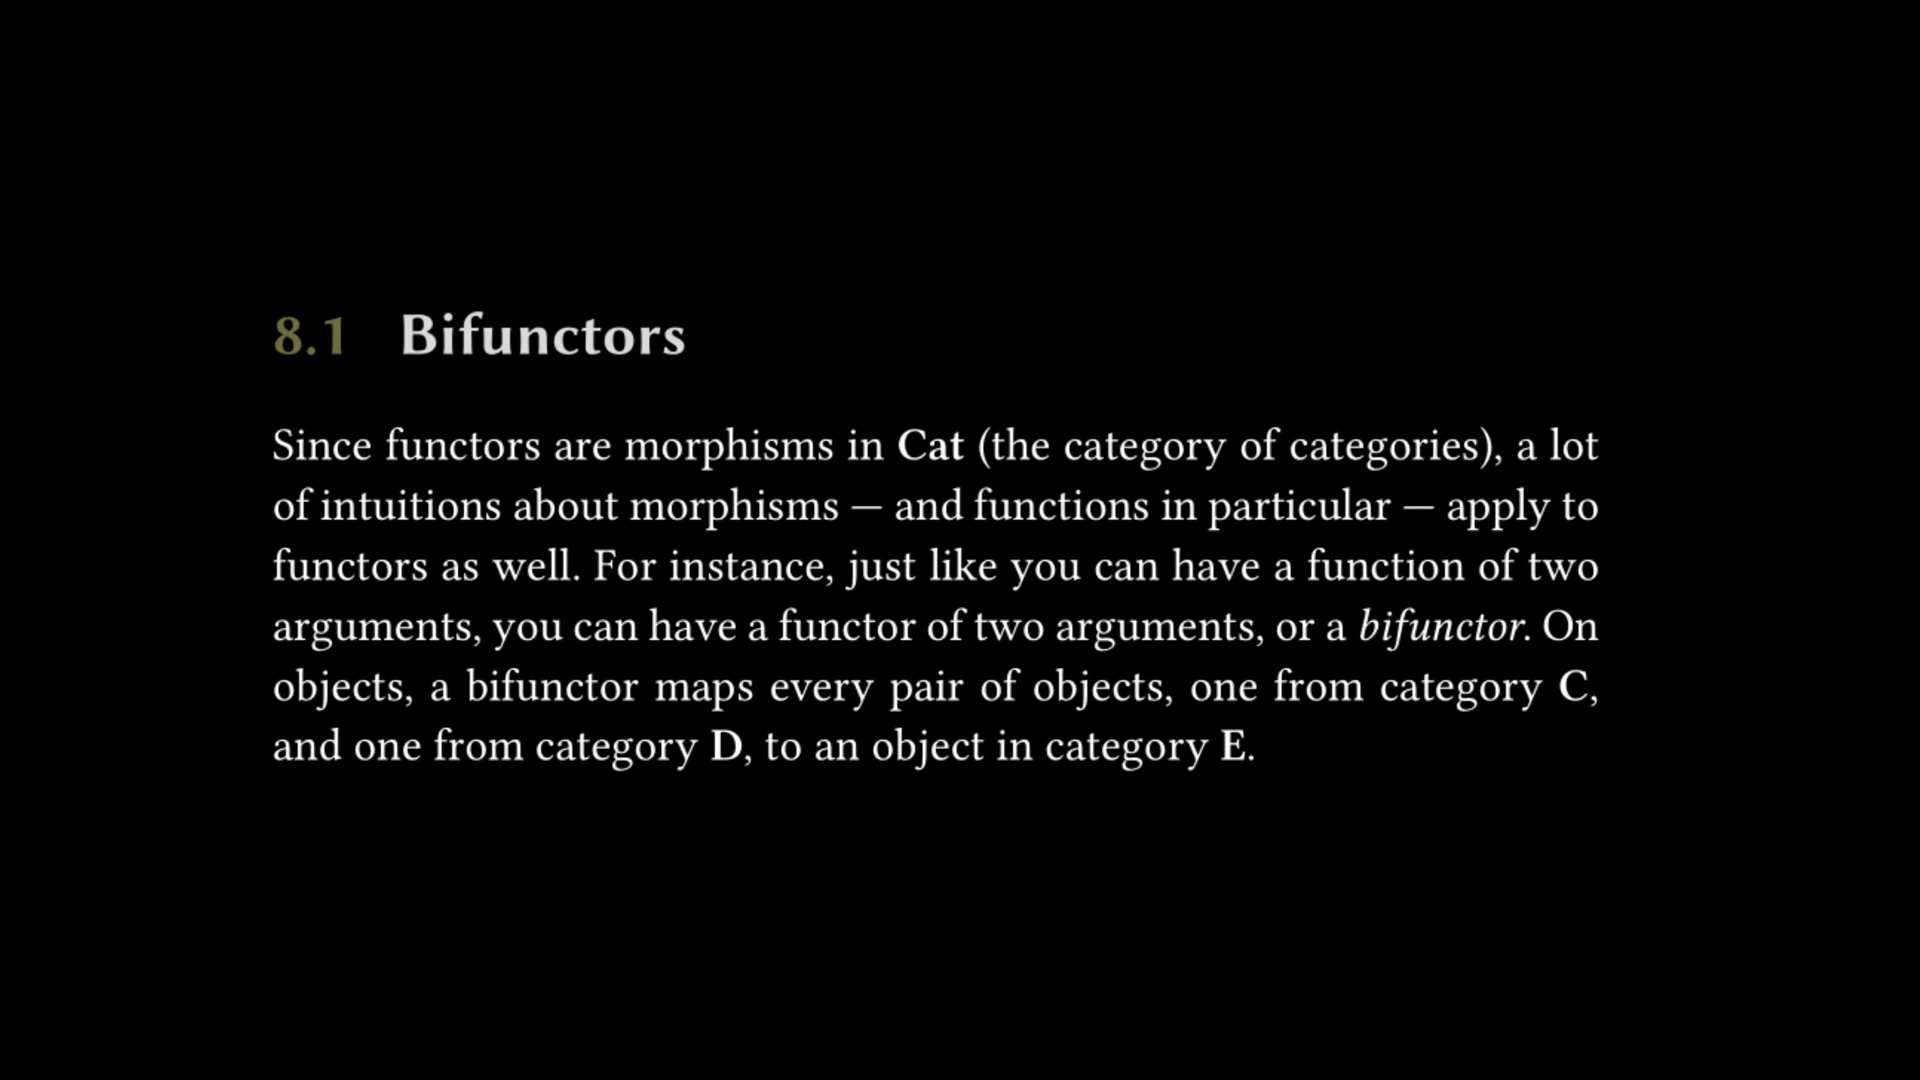 8.1 Bifunctors
Since functors are morphisms in Cat (the category of categories), a lot
of intuitions about morphisms — and functions in particular — apply to
functors as well. For instance, just like you can have a function of two
arguments, you can have a functor of two arguments, or a bifunctor. On
objects, a bifunctor maps every pair of objects, one from category C,
and one from category D, to an object in category E.